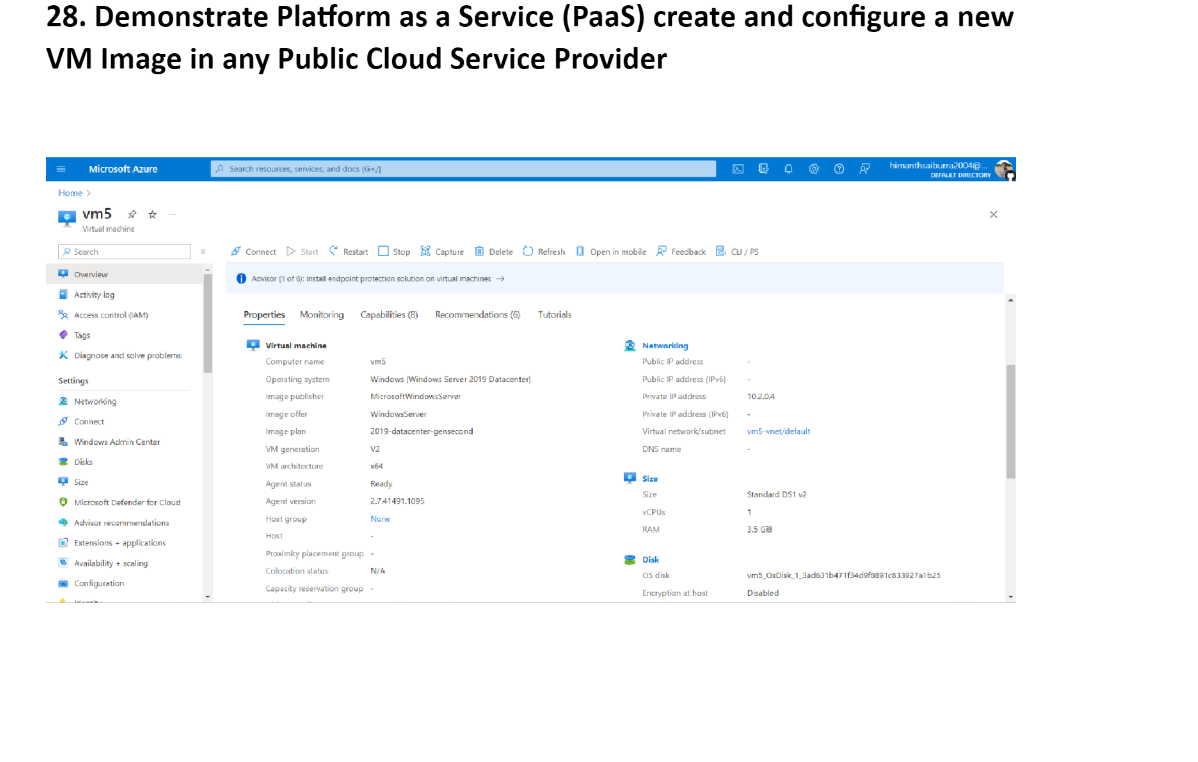 28. Demonstrate Platform as a Service (PaaS) create and configure a new
VM Image in any Public Cloud Service Provider
Microsoft Azure
Search resources, services, and docs (G+/)
himanthsaiburra2004@...
DEFAULT DIRECTORY
Home >
vm5
Virtual machine
Search
«
Connect Start Restart Stop Capture Delete Refresh Open in mobile Feedback CLI / PS
Overview
Activity log
Access control (IAM)
Tags
Diagnose and solve problems
Settings
Networking
Connect
Windows Admin Center
Disks
Size
Microsoft Defender for Cloud
Advisor recommendations
Extensions + applications
Availability + scaling
Configuration
Identity
Advisor (1 of 6): Install endpoint protection solution on virtual machines →
Properties Monitoring Capabilities (8) Recommendations (6) Tutorials
Virtual machine
Computer name vm5
Operating system Windows (Windows Server 2019 Datacenter)
Image publisher MicrosoftWindowsServer
Image offer WindowsServer
Image plan 2019-datacenter-gensecond
VM generation V2
VM architecture x64
Agent status Ready
Agent version 2.7.41491.1095
Host group None
Host -
Proximity placement group -
Colocation status N/A
Capacity reservation group -
Networking
Public IP address -
Public IP address (IPv6) -
Private IP address 10.2.0.4
Private IP address (IPv6) -
Virtual network/subnet vm5-vnet/default
DNS name -
Size
Size Standard DS1 v2
vCPUs 1
RAM 3.5 GiB
Disk
OS disk
Encryption at host Disabled